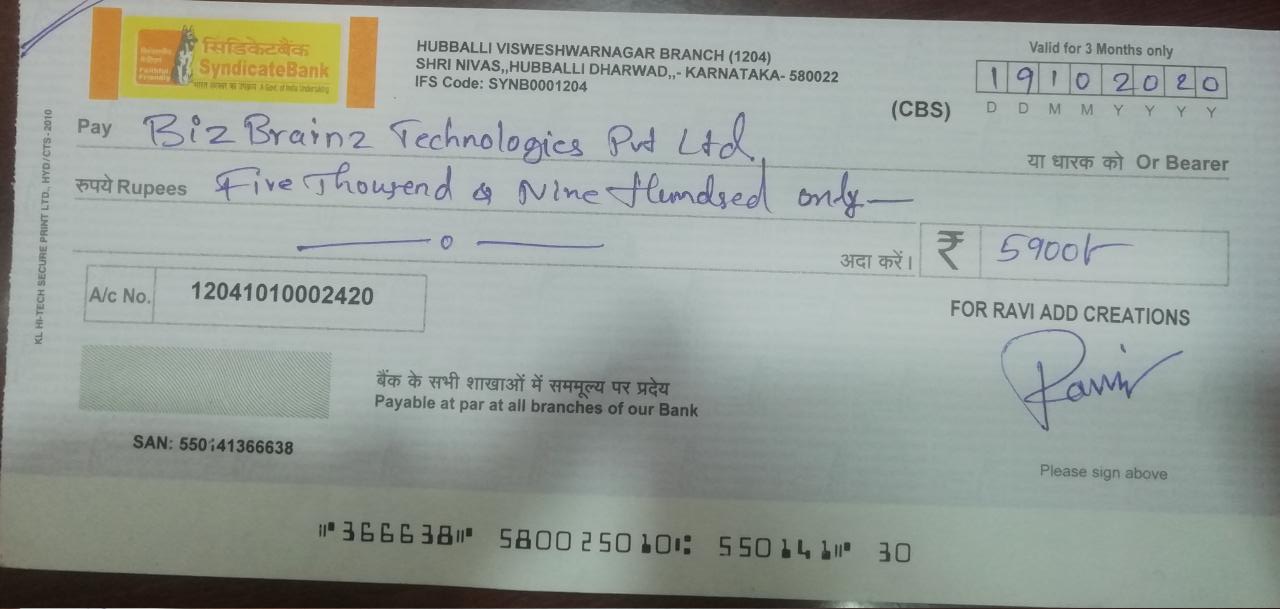 विश्वसनीय
Faithful
Friendly
सिंडिकेटबैंक
SyndicateBank
भारत सरकार का उपक्रम A Govt. of India Undertaking
HUBBALLI VISWESHWARNAGAR BRANCH (1204)
SHRI NIVAS,,HUBBALLI DHARWAD,,- KARNATAKA- 580022
IFS Code: SYNB0001204
(CBS)
Valid for 3 Months only
1 9 1 0 2 0 2 0
D D M M Y Y Y Y
Pay Biz Brainz Technologies Pvt Ltd.
या धारक को Or Bearer
रुपये Rupees Five Thousend & Nine Hundred only —
— o —
अदा करें। ₹ 5900/-
A/c No. 12041010002420
FOR RAVI ADD CREATIONS
Ravi
बैंक के सभी शाखाओं में सममूल्य पर प्रदेय
Payable at par at all branches of our Bank
SAN: 550141366638
Please sign above
⑈366638⑈ 580025010⑆ 550141⑈ 30
KL HI-TECH SECURE PRINT LTD., HYD/CTS-2010